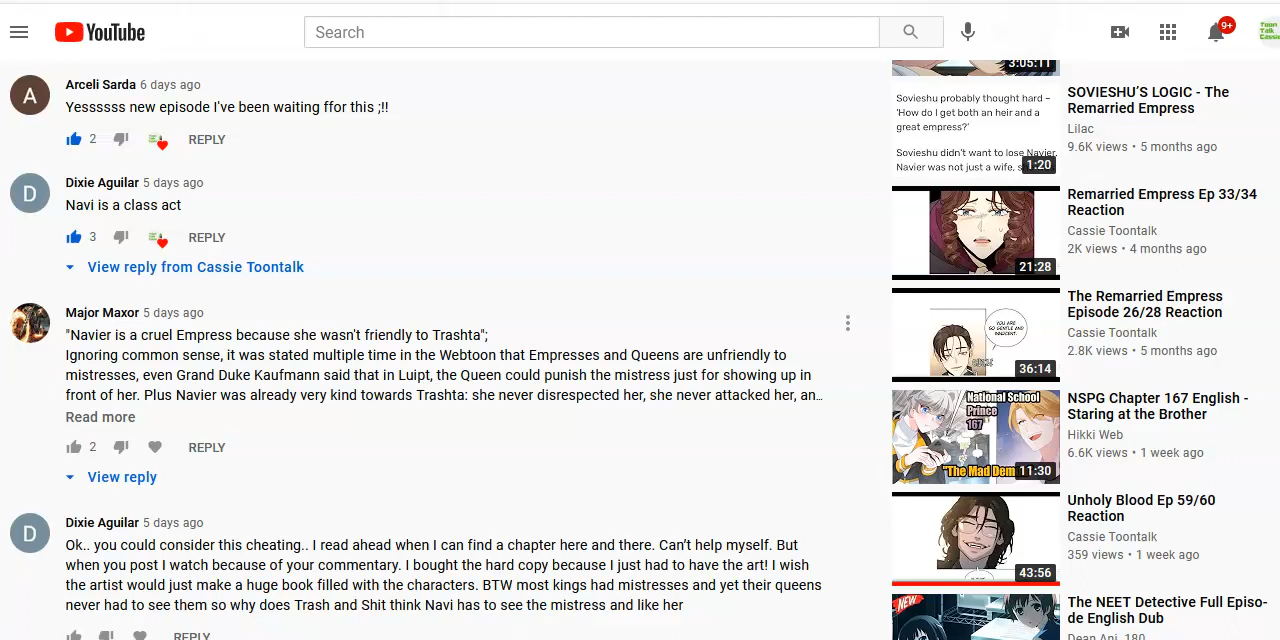 YouTube
Search
9+
Toon
Talk
Cassie
A
Arceli Sarda 6 days ago
Yessssss new episode I've been waiting ffor this ;!!
2
REPLY
D
Dixie Aguilar 5 days ago
Navi is a class act
3
REPLY
View reply from Cassie Toontalk
Major Maxor 5 days ago
"Navier is a cruel Empress because she wasn't friendly to Trashta";
Ignoring common sense, it was stated multiple time in the Webtoon that Empresses and Queens are unfriendly to
mistresses, even Grand Duke Kaufmann said that in Luipt, the Queen could punish the mistress just for showing up in
front of her. Plus Navier was already very kind towards Trashta: she never disrespected her, she never attacked her, an…
Read more
2
REPLY
View reply
D
Dixie Aguilar 5 days ago
Ok.. you could consider this cheating.. I read ahead when I can find a chapter here and there. Can't help myself. But
when you post I watch because of your commentary. I bought the hard copy because I just had to have the art! I wish
the artist would just make a huge book just with the characters. BTW most kings had mistresses and yet their queens
never had to see them so why does Trash and Shit think Navi has to see the mistress and like her
REPLY
3:05:11
Sovieshu probably thought hard –
'How do I get both an heir and a
great empress?'
Sovieshu didn't want to lose Navier.
Navier was not just a wife, s
1:20
SOVIESHU'S LOGIC - The
Remarried Empress
Lilac
9.6K views • 5 months ago
21:28
Remarried Empress Ep 33/34
Reaction
Cassie Toontalk
2K views • 4 months ago
YOU ARE
SO GENTLE AND
INNOCENT.
36:14
The Remarried Empress
Episode 26/28 Reaction
Cassie Toontalk
2.8K views • 5 months ago
National School
Prince
167
"The Mad Dem
11:30
NSPG Chapter 167 English -
Staring at the Brother
Hikki Web
6.6K views • 1 week ago
43:56
Unholy Blood Ep 59/60
Reaction
Cassie Toontalk
359 views • 1 week ago
NEW
The NEET Detective Full Episo-
de English Dub
Dean Ani, 180